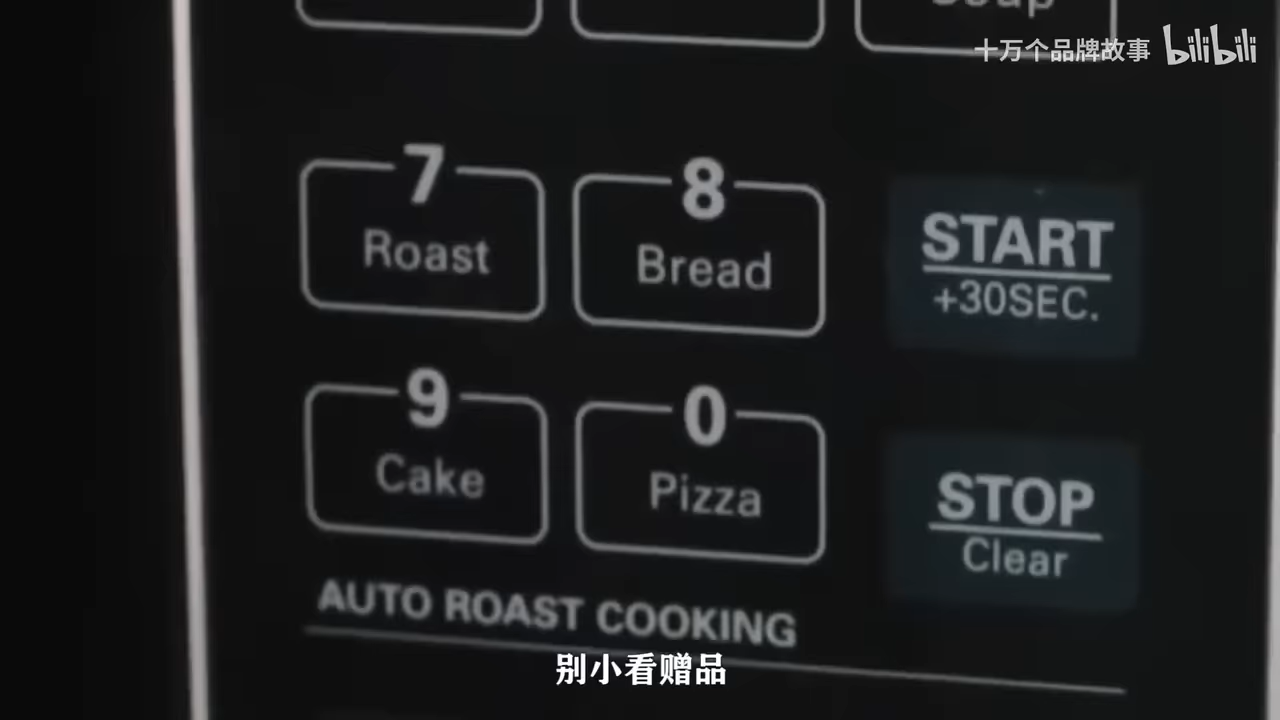 Soup
十万个品牌故事 bilibili
7
Roast
8
Bread
START
+30SEC.
9
Cake
0
Pizza
STOP
Clear
AUTO ROAST COOKING
别小看赠品